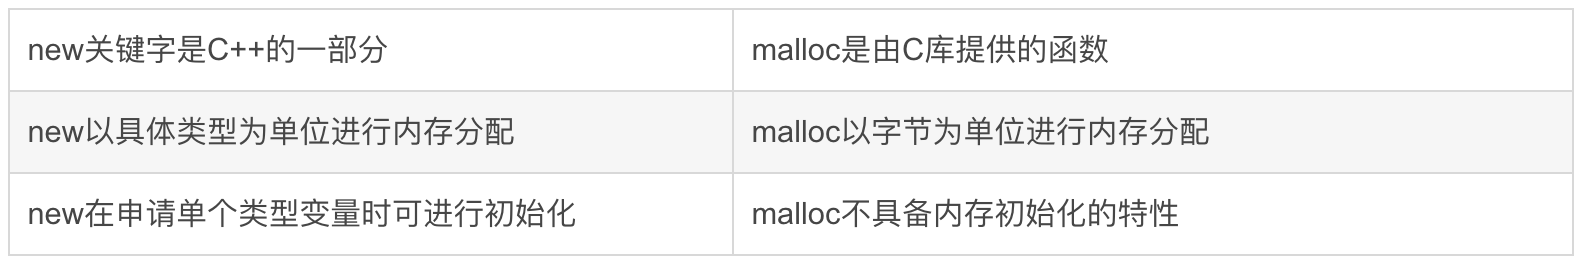 new关键字是C++的一部分
malloc是由C库提供的函数
new以具体类型为单位进行内存分配
malloc以字节为单位进行内存分配
new在申请单个类型变量时可进行初始化
malloc不具备内存初始化的特性